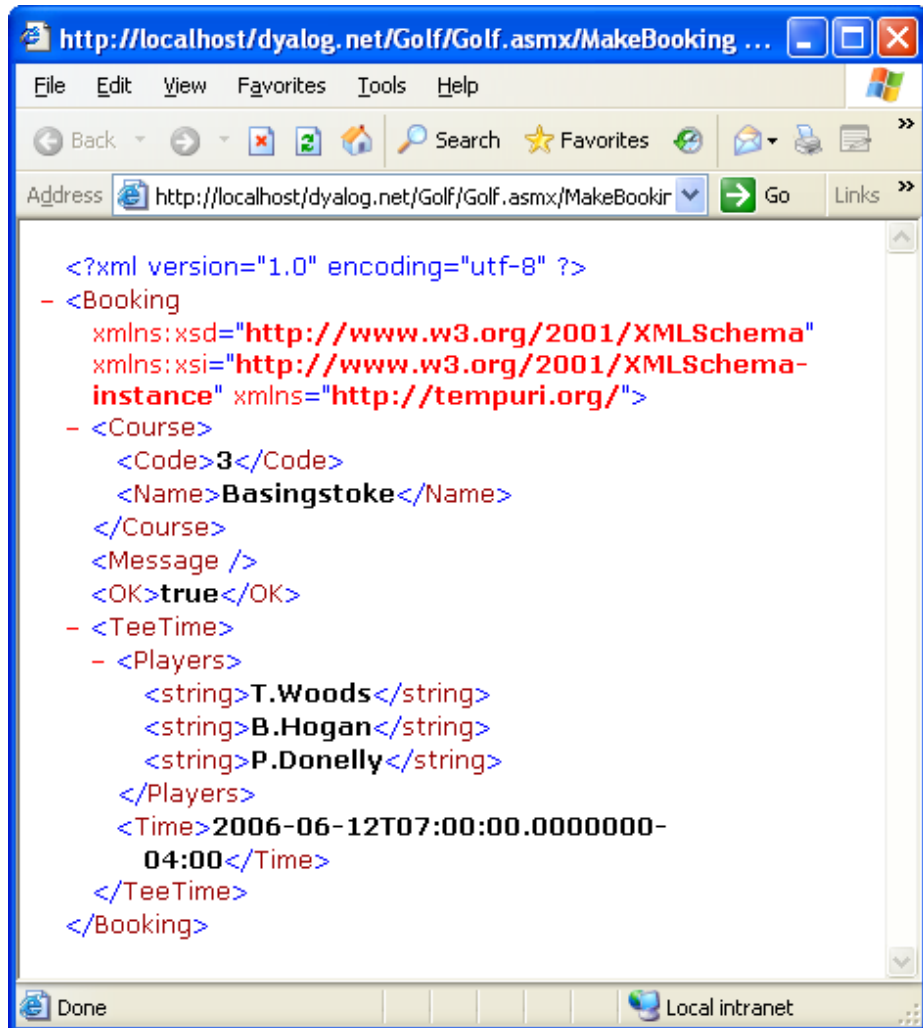 http://localhost/dyalog.net/Golf/Golf.asmx/MakeBooking ...
File Edit View Favorites Tools Help
Back Search Favorites »
Address http://localhost/dyalog.net/Golf/Golf.asmx/MakeBookin Go Links »
<?xml version="1.0" encoding="utf-8" ?>
- <Booking
xmlns:xsd="http://www.w3.org/2001/XMLSchema"
xmlns:xsi="http://www.w3.org/2001/XMLSchema-
instance" xmlns="http://tempuri.org/">
- <Course>
<Code>3</Code>
<Name>Basingstoke</Name>
</Course>
<Message />
<OK>true</OK>
- <TeeTime>
- <Players>
<string>T.Woods</string>
<string>B.Hogan</string>
<string>P.Donelly</string>
</Players>
<Time>2006-06-12T07:00:00.0000000-
04:00</Time>
</TeeTime>
</Booking>
Done Local intranet